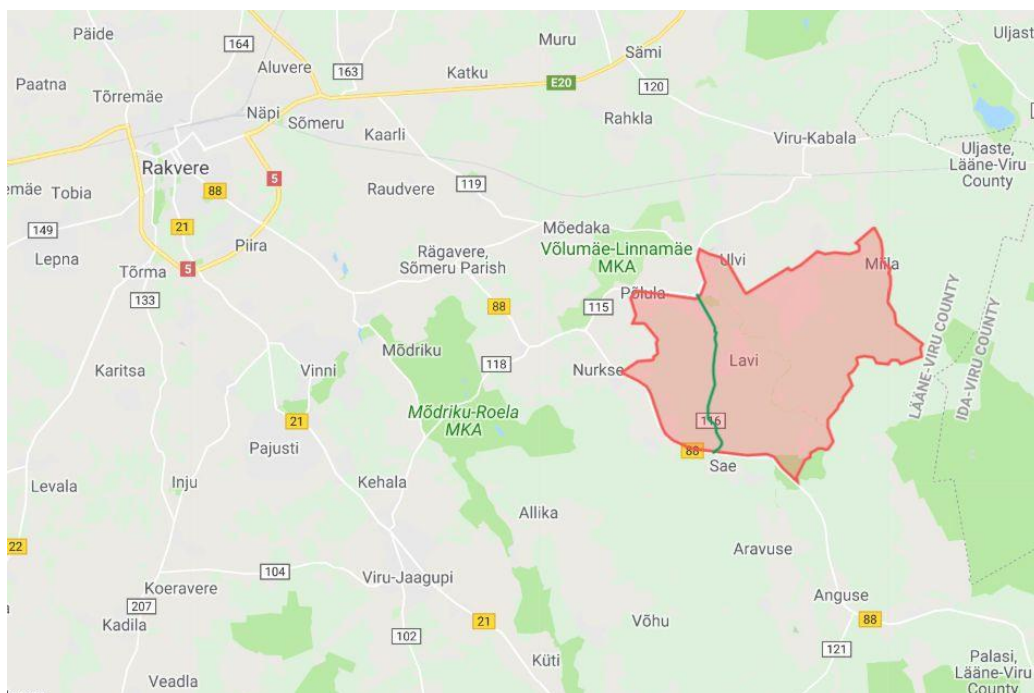 Päide
164
Muru
Sämi
Uljaste
Paatna
Aluvere
163
Katku
E20
120
Tõrremäe
Näpi
Sõmeru
Kaarli
Rahkla
Viru-Kabala
Uljaste,
Lääne-Viru
County
Rakvere
5
Tobia
88
Raudvere
119
149
21
Mõedaka
Lepna
Piira
Rägavere,
Sõmeru Parish
Võlumäe-Linnamäe
MKA
Ulvi
Miila
Tõrma
5
133
88
Põlula
115
LÄÄNE-VIRU COUNTY
IDA-VIRU COUNTY
Karitsa
Mõdriku
118
Nurkse
Lavi
Vinni
Mõdriku-Roela
MKA
116
21
Pajusti
88
Sae
Levala
Inju
Kehala
Allika
22
Aravuse
104
Koeravere
Viru-Jaagupi
Anguse
207
Kadila
21
Võhu
88
102
121
Küti
Palasi,
Lääne-Viru
County
Veadla